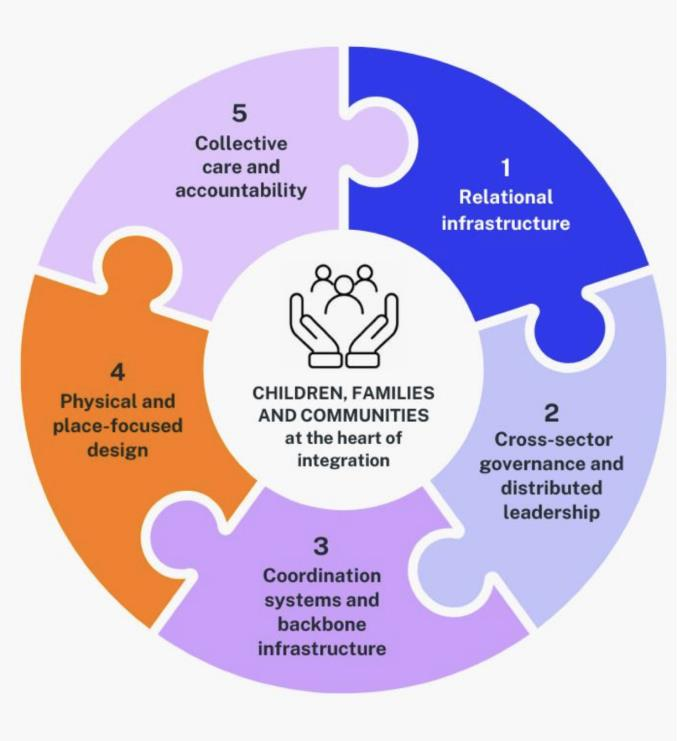 1
Relational
infrastructure
2
Cross-sector
governance and
distributed
leadership
3
Coordination
systems and
backbone
infrastructure
4
Physical and
place-focused
design
5
Collective
care and
accountability
CHILDREN, FAMILIES
AND COMMUNITIES
at the heart of
integration